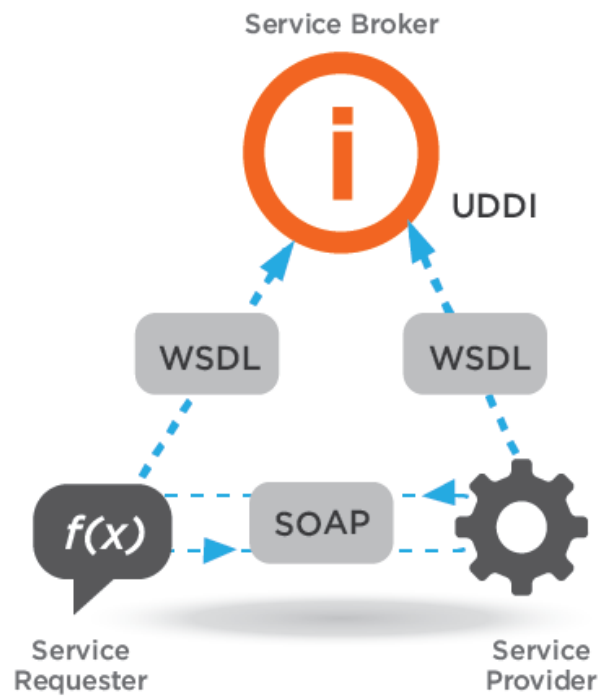 Service Broker
i
UDDI
WSDL
WSDL
f(x)
SOAP
Service
Requester
Service
Provider